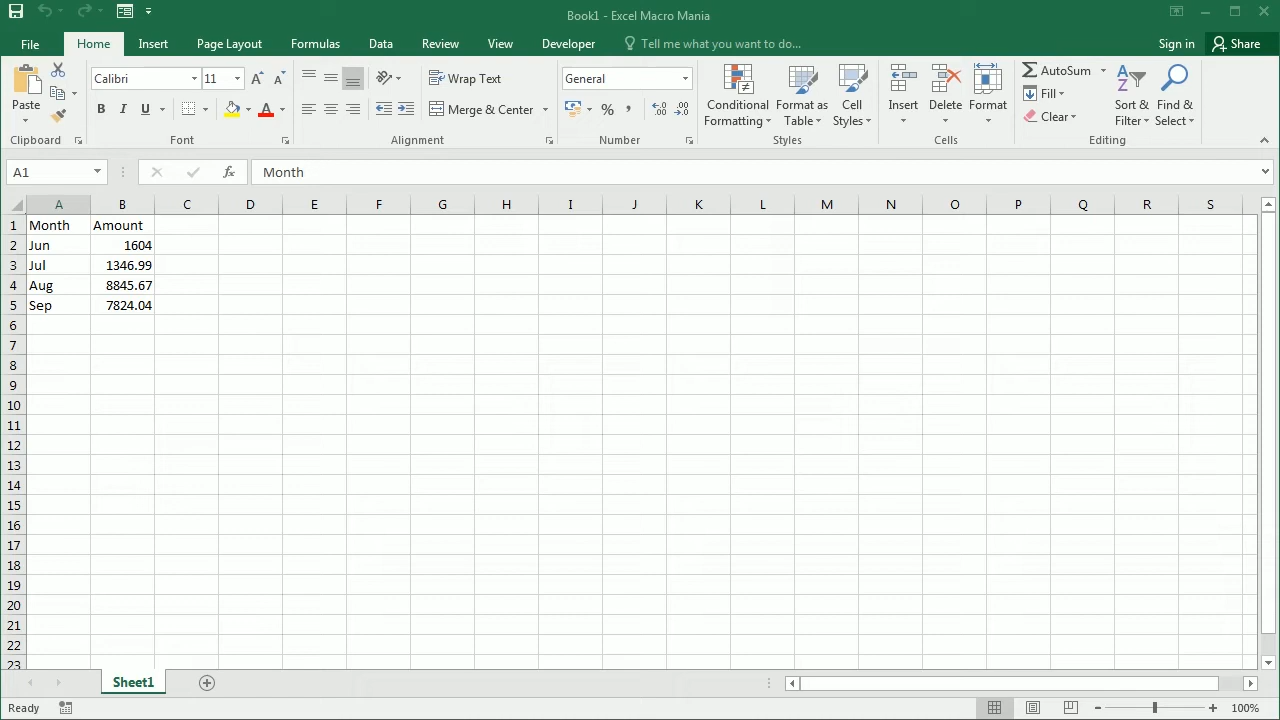 Book1 - Excel Macro Mania
File Home Insert Page Layout Formulas Data Review View Developer Tell me what you want to do... Sign in Share
Paste
Calibri 11
B I U A
Wrap Text
Merge & Center
General
%
Conditional Formatting
Format as Table
Cell Styles
Insert Delete Format
AutoSum
Fill
Clear
Sort & Filter
Find & Select
Clipboard Font Alignment Number Styles Cells Editing
A1 fx Month
A B C D E F G H I J K L M N O P Q R S
1 Month Amount
2 Jun 1604
3 Jul 1346.99
4 Aug 8845.67
5 Sep 7824.04
6
7
8
9
10
11
12
13
14
15
16
17
18
19
20
21
22
23
Sheet1
Ready 100%